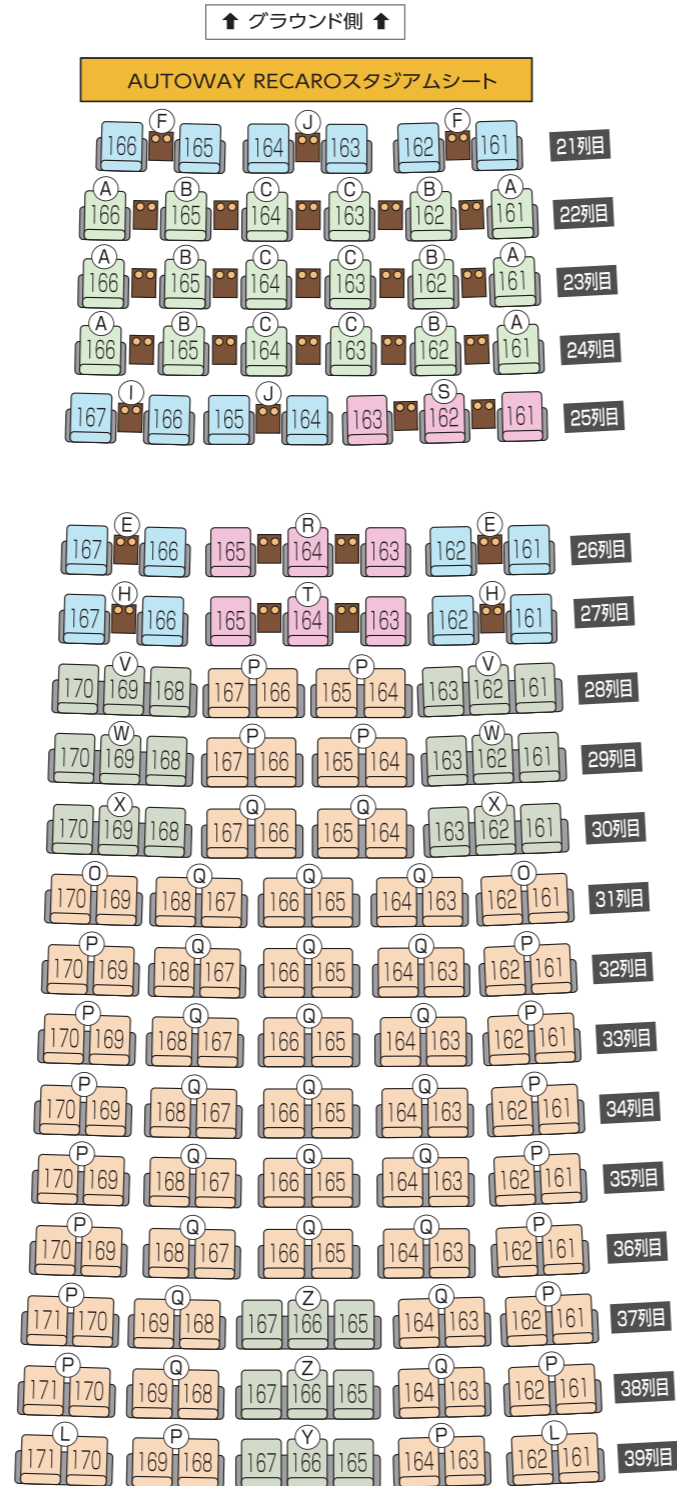 ⬆ グラウンド側 ⬆
AUTOWAY RECAROスタジアムシート
F J F
166 165 164 163 162 161 21列目
A B C C B A
166 165 164 163 162 161 22列目
A B C C B A
166 165 164 163 162 161 23列目
A B C C B A
166 165 164 163 162 161 24列目
I J S
167 166 165 164 163 162 161 25列目
E R E
167 166 165 164 163 162 161 26列目
H T H
167 166 165 164 163 162 161 27列目
V P P V
170 169 168 167 166 165 164 163 162 161 28列目
W P P W
170 169 168 167 166 165 164 163 162 161 29列目
X Q Q X
170 169 168 167 166 165 164 163 162 161 30列目
O Q Q Q O
170 169 168 167 166 165 164 163 162 161 31列目
P Q Q Q P
170 169 168 167 166 165 164 163 162 161 32列目
P Q Q Q P
170 169 168 167 166 165 164 163 162 161 33列目
P Q Q Q P
170 169 168 167 166 165 164 163 162 161 34列目
P Q Q Q P
170 169 168 167 166 165 164 163 162 161 35列目
P Q Q Q P
170 169 168 167 166 165 164 163 162 161 36列目
P Q Z Q P
171 170 169 168 167 166 165 164 163 162 161 37列目
P Q Z Q P
171 170 169 168 167 166 165 164 163 162 161 38列目
L P Y P L
171 170 169 168 167 166 165 164 163 162 161 39列目